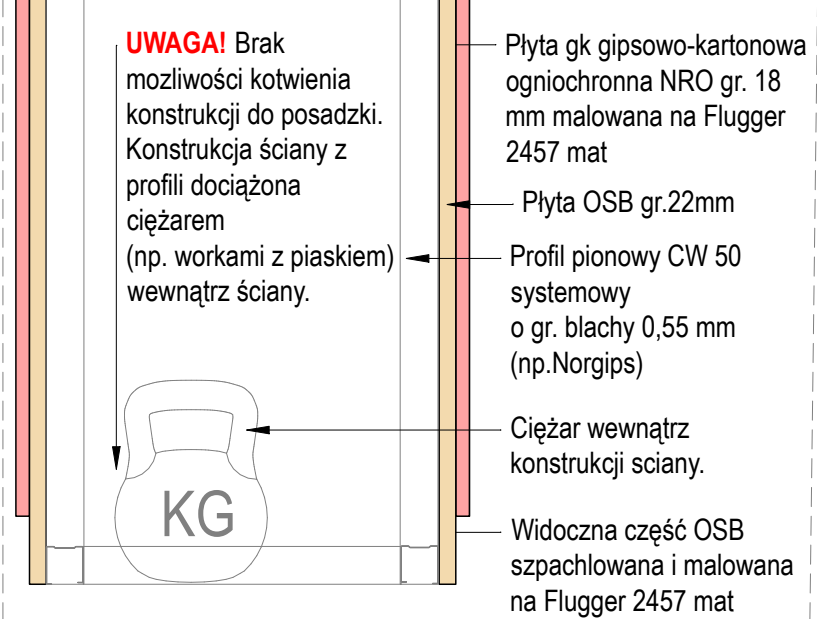 UWAGA! Brak
mozliwości kotwienia
konstrukcji do posadzki.
Konstrukcja ściany z
profili dociążona
ciężarem
(np. workami z piaskiem)
wewnątrz ściany.
KG
Płyta gk gipsowo-kartonowa
ogniochronna NRO gr. 18
mm malowana na Flugger
2457 mat
Płyta OSB gr.22mm
Profil pionowy CW 50
systemowy
o gr. blachy 0,55 mm
(np.Norgips)
Ciężar wewnątrz
konstrukcji sciany.
Widoczna część OSB
szpachlowana i malowana
na Flugger 2457 mat